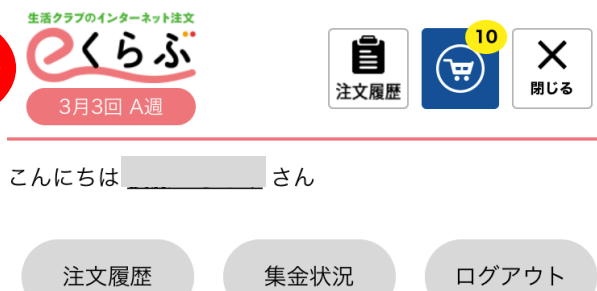 生活クラブのインターネット注文
eくらぶ
3月3回 A週
注文履歴
10
閉じる
こんにちは さん
注文履歴
集金状況
ログアウト